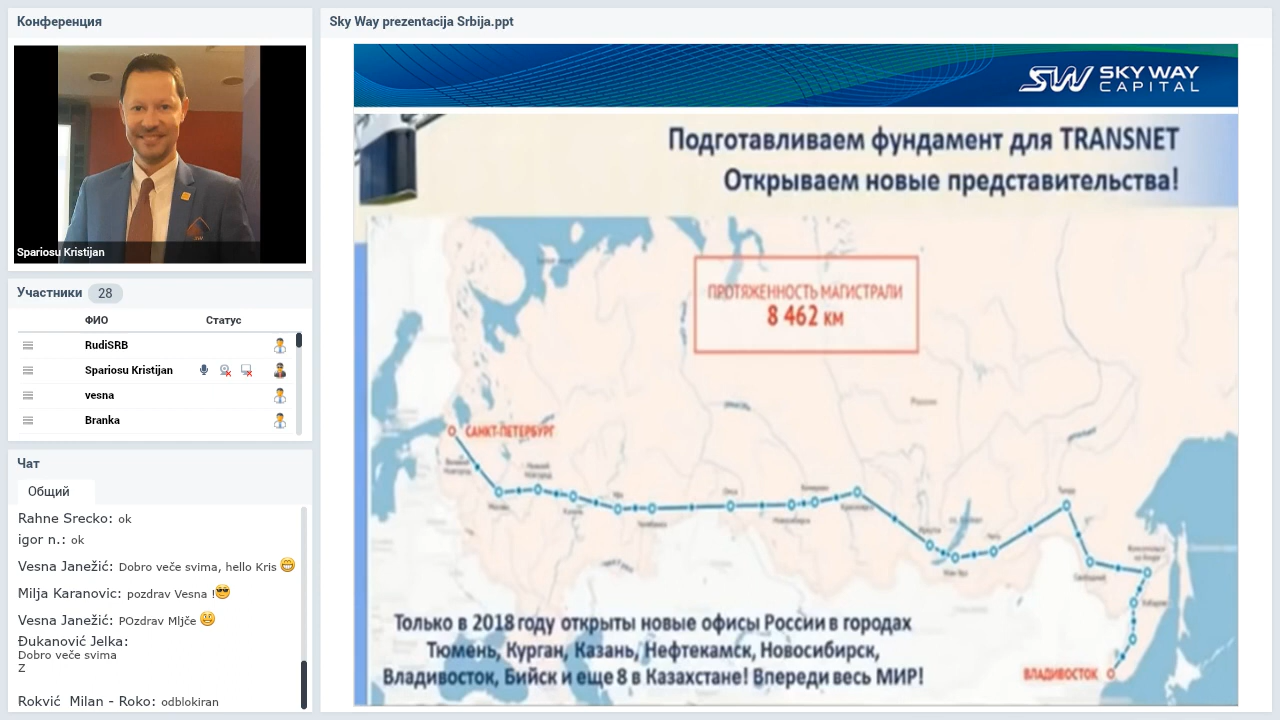 Конференция
Spariosu Kristijan
Участники 28
ФИО Статус
RudiSRB
Spariosu Kristijan
vesna
Branka
Чат
Общий
Rahne Srecko: ok
igor n.: ok
Vesna Janežić: Dobro veče svima, hello Kris
Milja Karanovic: pozdrav Vesna !
Vesna Janežić: POzdrav Mljče
Đukanović Jelka:
Dobro veče svima
Z
Rokvić Milan - Roko: odblokiran
Sky Way prezentacija Srbija.ppt
SW SKY WAY
CAPITAL
Подготавливаем фундамент для TRANSNET
Открываем новые представительства!
ПРОТЯЖЕННОСТЬ МАГИСТРАЛИ
8 462 км
САНКТ-ПЕТЕРБУРГ
ВЛАДИВОСТОК
Только в 2018 году открыты новые офисы России в городах
Тюмень, Курган, Казань, Нефтекамск, Новосибирск,
Владивосток, Бийск и еще 8 в Казахстане! Впереди весь МИР!